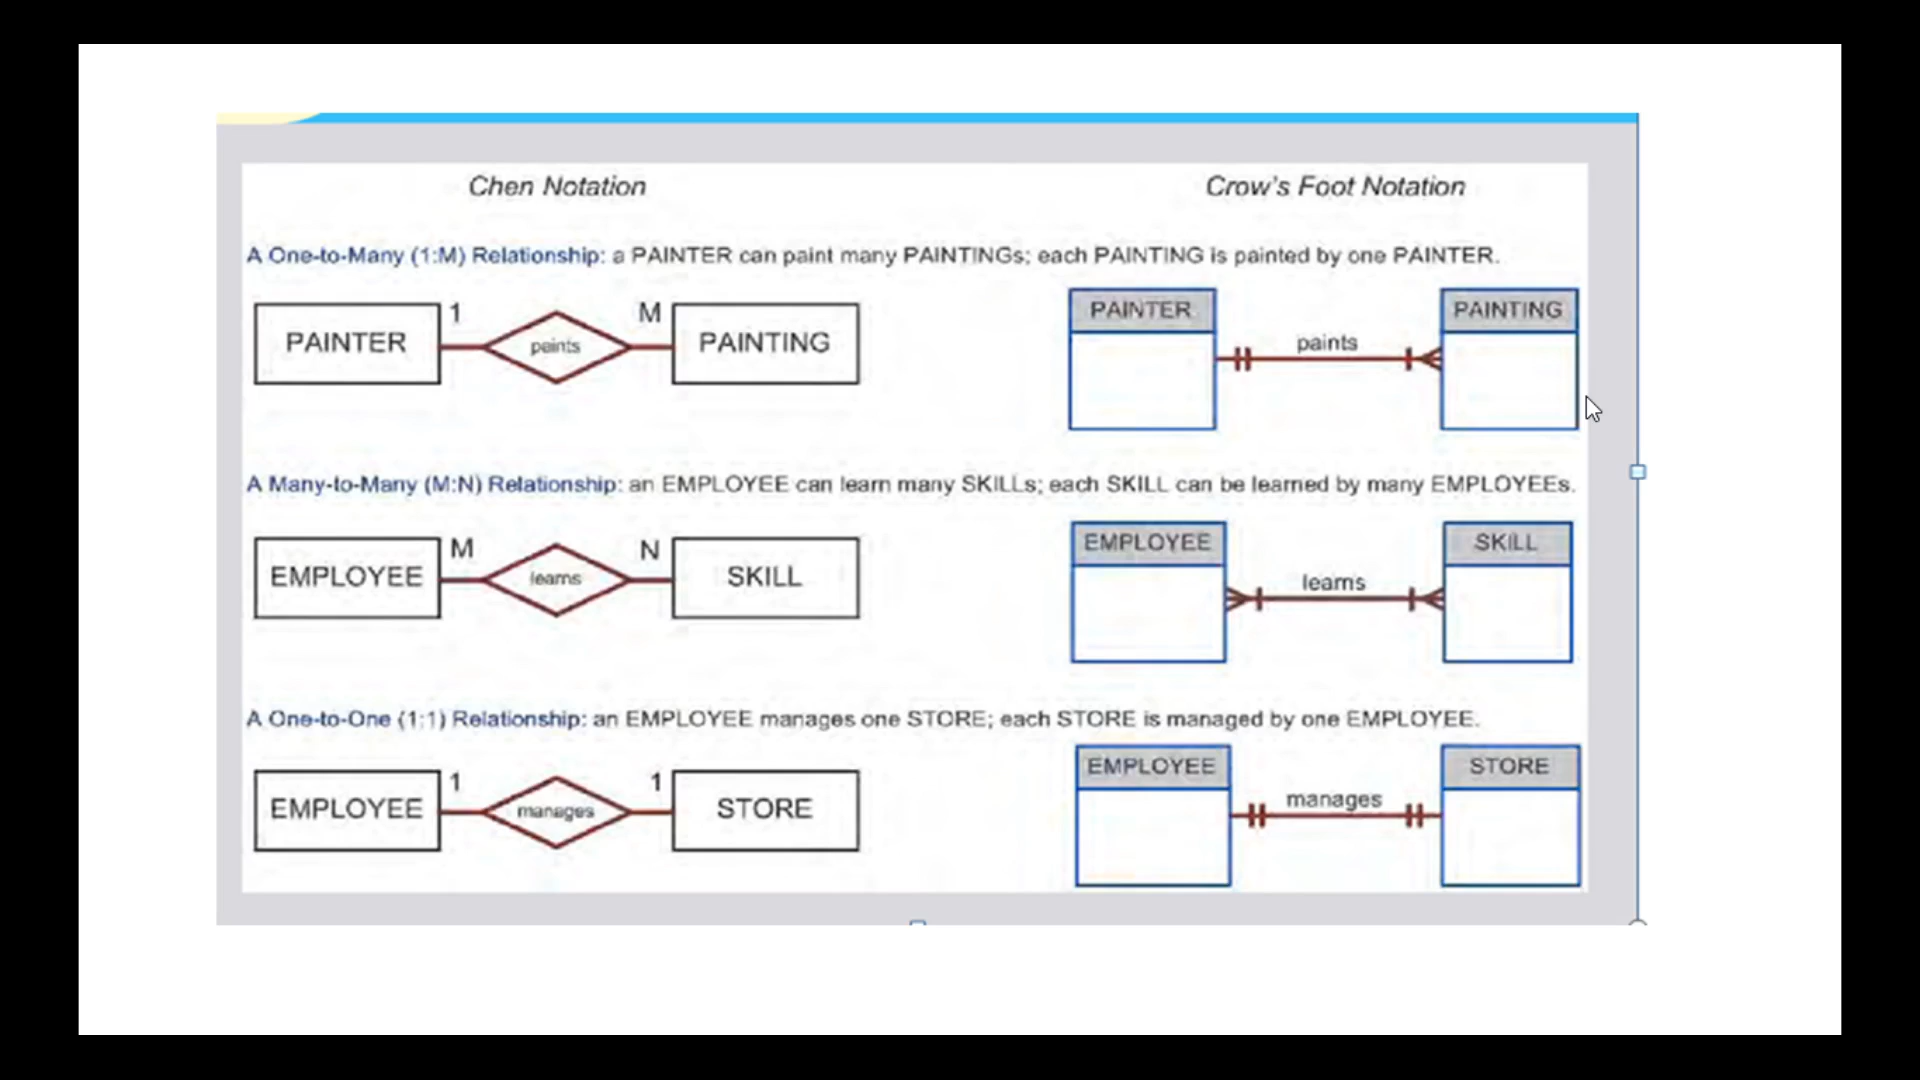 Chen Notation
Crow's Foot Notation
A One-to-Many (1:M) Relationship: a PAINTER can paint many PAINTINGs; each PAINTING is painted by one PAINTER.
PAINTER
1
paints
M
PAINTING
PAINTER
paints
PAINTING
A Many-to-Many (M:N) Relationship: an EMPLOYEE can learn many SKILLs; each SKILL can be learned by many EMPLOYEEs.
EMPLOYEE
M
learns
N
SKILL
EMPLOYEE
learns
SKILL
A One-to-One (1:1) Relationship: an EMPLOYEE manages one STORE; each STORE is managed by one EMPLOYEE.
EMPLOYEE
1
manages
1
STORE
EMPLOYEE
manages
STORE